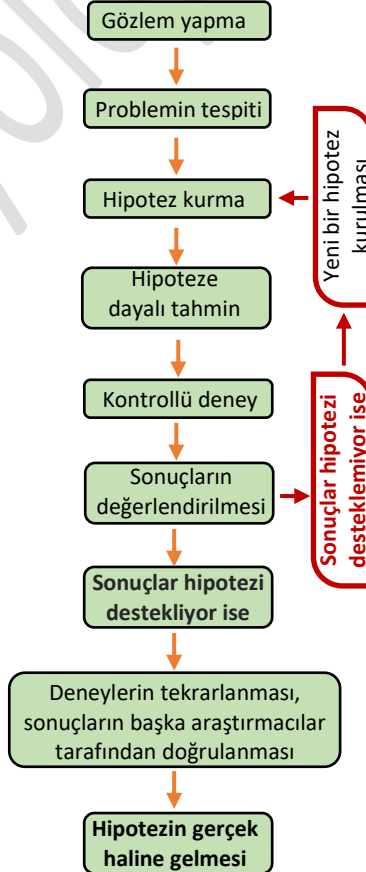 Gözlem yapma
Problemin tespiti
Hipotez kurma
Hipoteze
dayalı tahmin
Kontrollü deney
Sonuçların
değerlendirilmesi
Sonuçlar hipotezi
destekliyor ise
Deneylerin tekrarlanması,
sonuçların başka araştırmacılar
tarafından doğrulanması
Hipotezin gerçek
haline gelmesi
Yeni bir hipotez
kurulması
Sonuçlar hipotezi
desteklemiyor ise